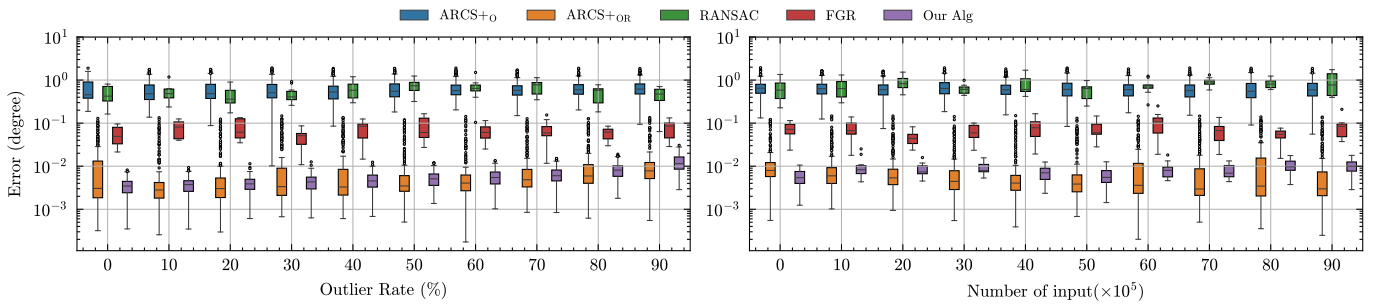 ARCS+O ARCS+OR RANSAC FGR Our Alg
Error (degree)
10^1
10^0
10^−1
10^−2
10^−3
0 10 20 30 40 50 60 70 80 90
Outlier Rate (%)
10^1
10^0
10^−1
10^−2
10^−3
0 10 20 30 40 50 60 70 80 90
Number of input(×10^5)